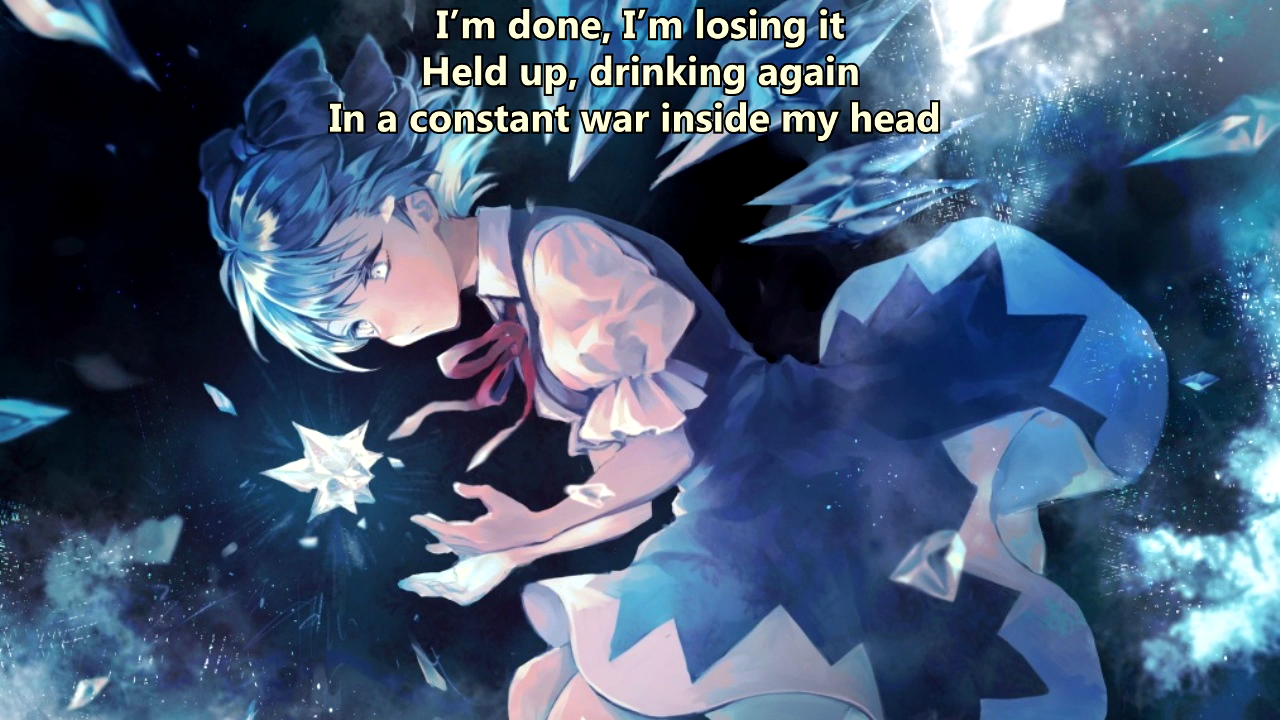 I’m done, I’m losing it
Held up, drinking again
In a constant war inside my head